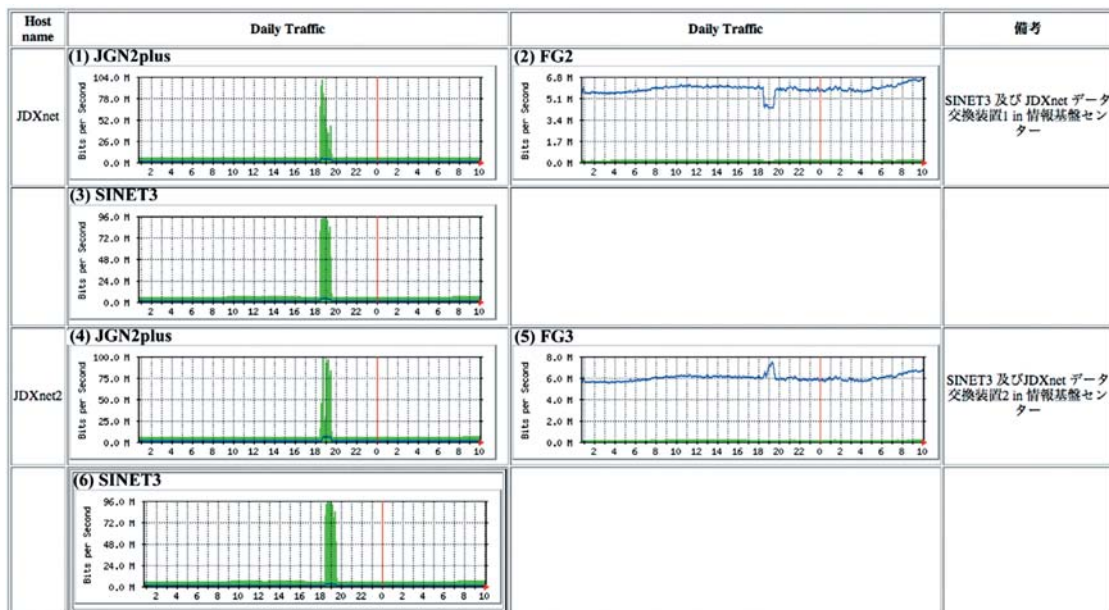 Host name
Daily Traffic
Daily Traffic
備考
JDXnet
(1) JGN2plus
104.0 M
78.0 M
52.0 M
26.0 M
0.0 M
Bits per Second
2 4 6 8 10 12 14 16 18 20 22 0 2 4 6 8 10
(2) FG2
6.8 M
5.1 M
3.4 M
1.7 M
0.0 M
Bits per Second
2 4 6 8 10 12 14 16 18 20 22 0 2 4 6 8 10
SINET3 及び JDXnet データ
交換装置1 in 情報基盤セン
ター
(3) SINET3
96.0 M
72.0 M
48.0 M
24.0 M
0.0 M
Bits per Second
2 4 6 8 10 12 14 16 18 20 22 0 2 4 6 8 10
JDXnet2
(4) JGN2plus
100.0 M
75.0 M
50.0 M
25.0 M
0.0 M
Bits per Second
2 4 6 8 10 12 14 16 18 20 22 0 2 4 6 8 10
(5) FG3
8.0 M
6.0 M
4.0 M
2.0 M
0.0 M
Bits per Second
2 4 6 8 10 12 14 16 18 20 22 0 2 4 6 8 10
SINET3 及びJDXnet データ
交換装置2 in 情報基盤セン
ター
(6) SINET3
96.0 M
72.0 M
48.0 M
24.0 M
0.0 M
Bits per Second
2 4 6 8 10 12 14 16 18 20 22 0 2 4 6 8 10